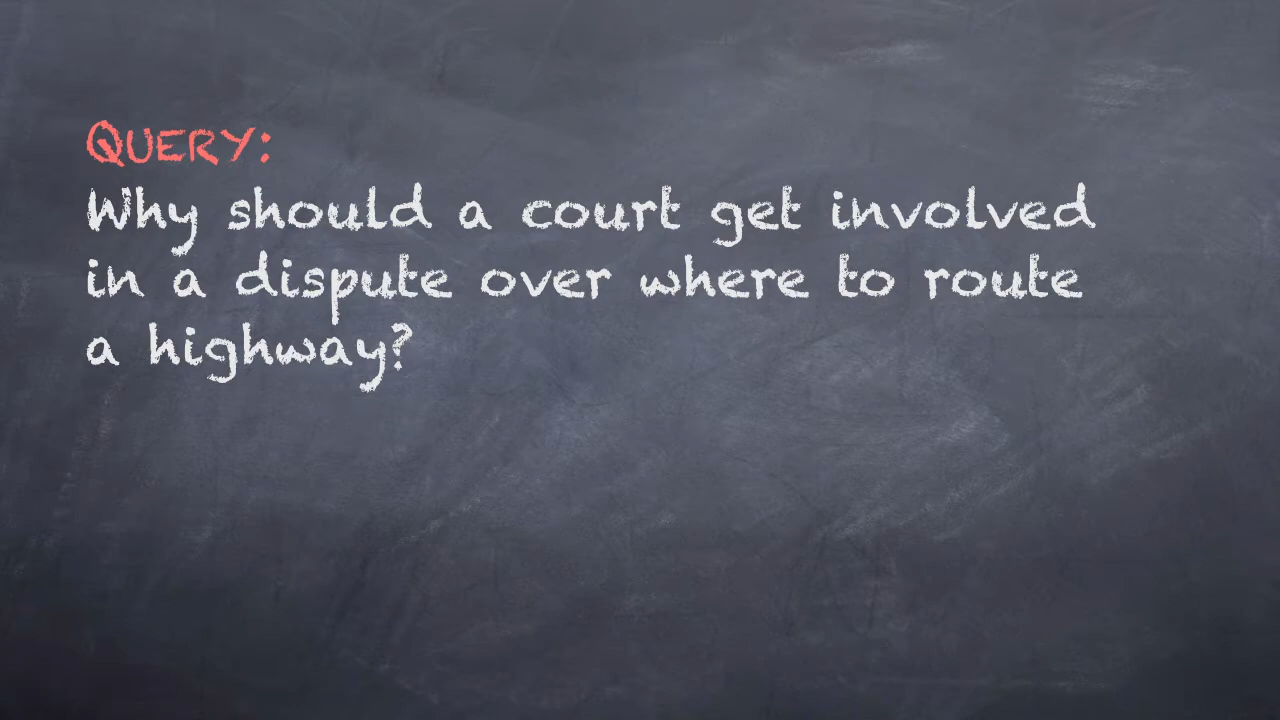 QUERY:
Why should a court get involved
in a dispute over where to route
a highway?